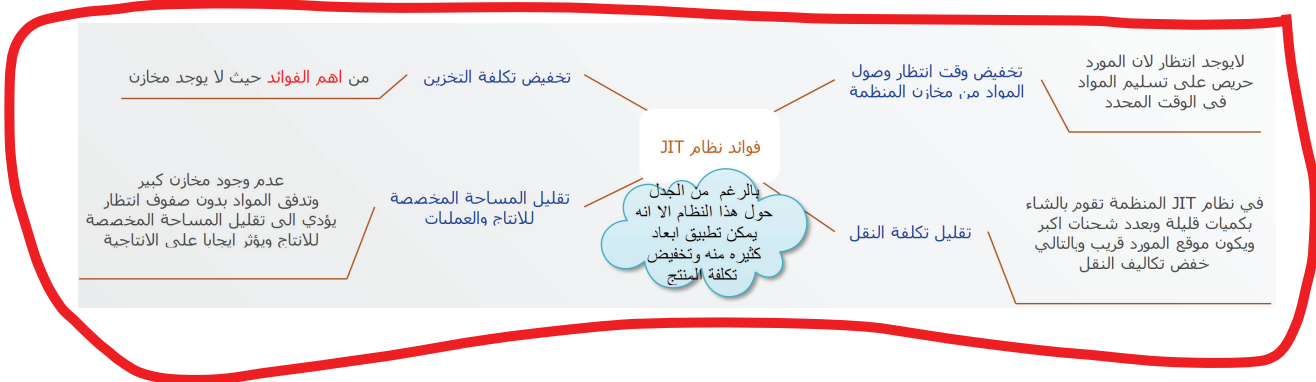 فوائد نظام JIT
بالرغم من الجدل
حول هذا النظام الا انه
يمكن تطبيق ابعاد
كثيره منه وتخفيض
تكلفة المنتج
تخفيض وقت انتظار وصول
المواد من مخازن المنظمة
لايوجد انتظار لان المورد
حريص على تسليم المواد
في الوقت المحدد
تقليل تكلفة النقل
في نظام JIT المنظمة تقوم بالشاء
بكميات قليلة وبعدد شحنات اكبر
ويكون موقع المورد قريب وبالتالي
خفض تكاليف النقل
تخفيض تكلفة التخزين
من اهم الفوائد حيث لا يوجد مخازن
تقليل المساحة المخصصة
للانتاج والعمليات
عدم وجود مخازن كبير
وتدفق المواد بدون صفوف انتظار
يؤدي الى تقليل المساحة المخصصة
للانتاج ويؤثر ايجابا على الانتاجية